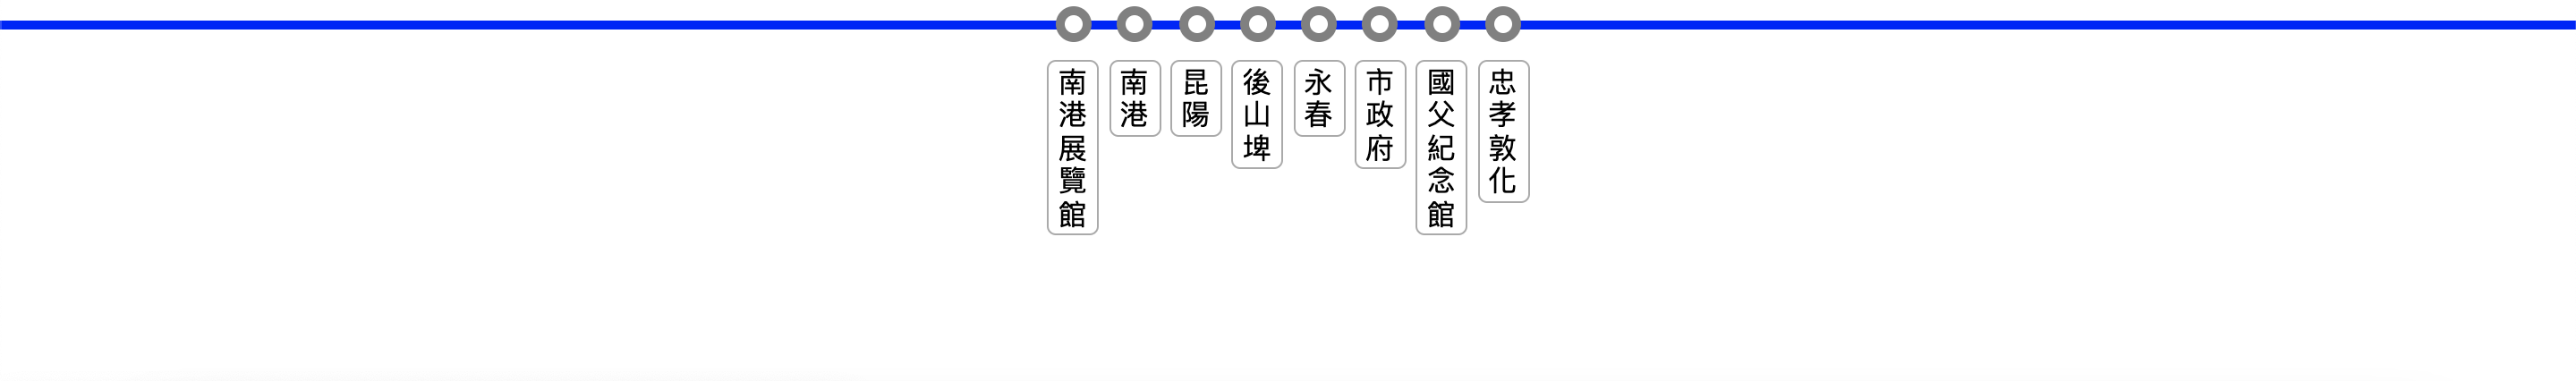 南港展覽館
南港
昆陽
後山埤
永春
市政府
國父紀念館
忠孝敦化